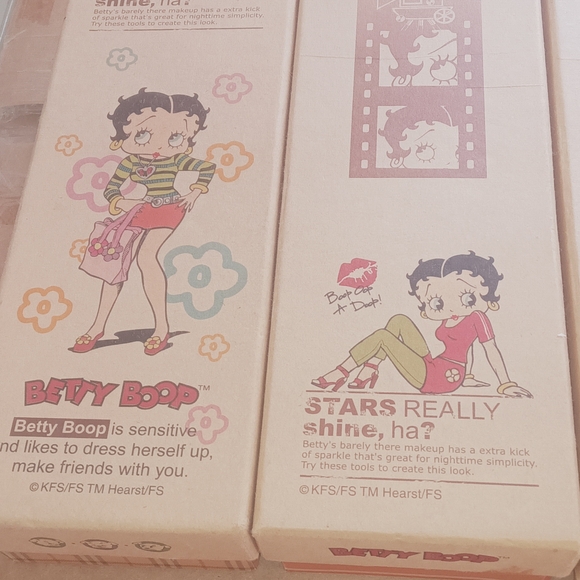 shine, ha?
Betty's barely there makeup has a extra kick
of sparkle that's great for nighttime simplicity.
Try these tools to create this look.
BETTY BOOP™
Betty Boop is sensitive
nd likes to dress herself up,
make friends with you.
©KFS/FS TM Hearst/FS
Boop Oop
A Doop!
STARS REALLY
shine, ha?
Betty's barely there makeup has a extra kick
of sparkle that's great for nighttime simplicity.
Try these tools to create this look.
©KFS/FS TM Hearst/FS
BETTY BOOP